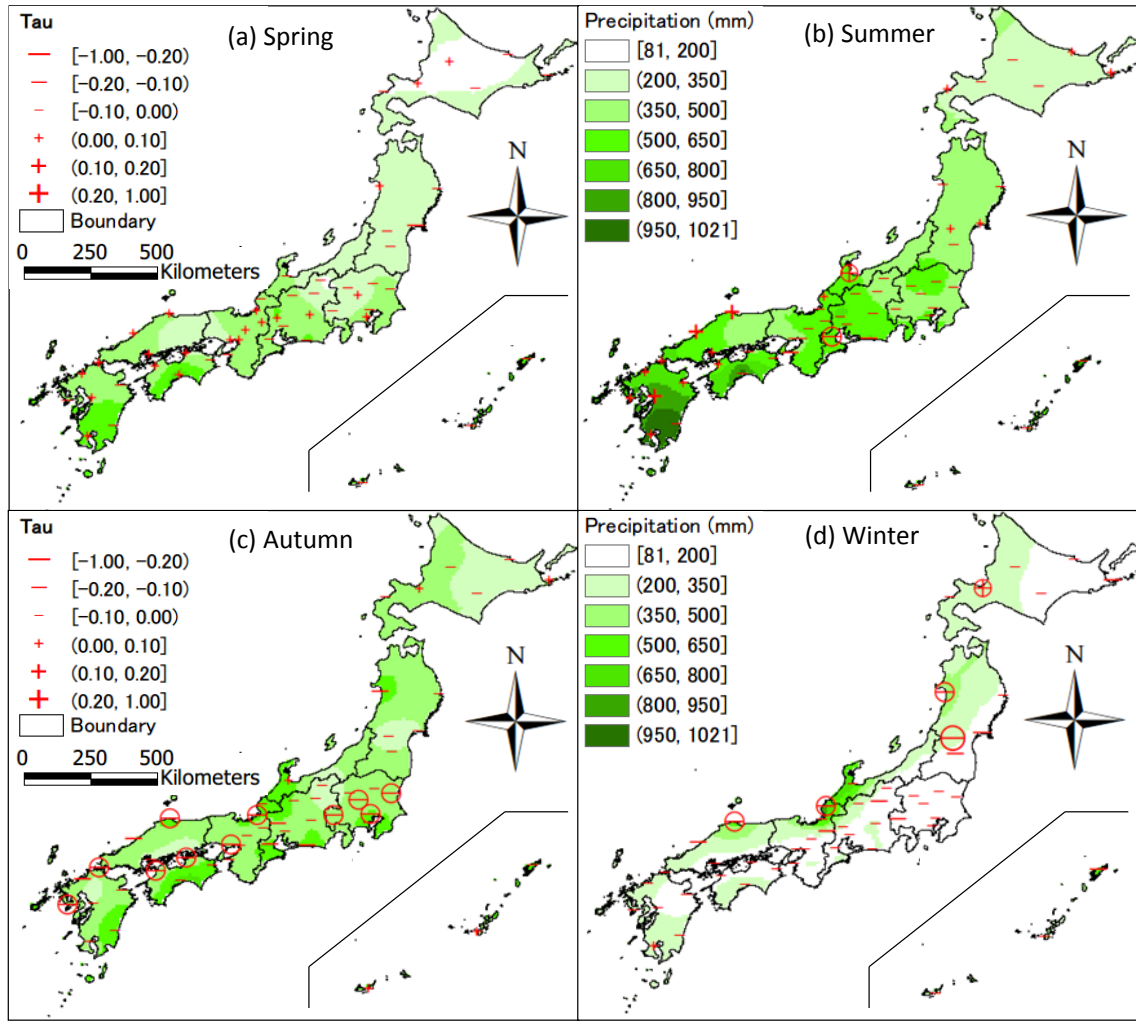 Tau
[−1.00, −0.20)
[−0.20, −0.10)
[−0.10, 0.00)
(0.00, 0.10]
(0.10, 0.20]
(0.20, 1.00]
Boundary
0 250 500
Kilometers
(a) Spring
N
Precipitation (mm)
[81, 200]
(200, 350]
(350, 500]
(500, 650]
(650, 800]
(800, 950]
(950, 1021]
(b) Summer
N
Tau
[−1.00, −0.20)
[−0.20, −0.10)
[−0.10, 0.00)
(0.00, 0.10]
(0.10, 0.20]
(0.20, 1.00]
Boundary
0 250 500
Kilometers
(c) Autumn
N
Precipitation (mm)
[81, 200]
(200, 350]
(350, 500]
(500, 650]
(650, 800]
(800, 950]
(950, 1021]
(d) Winter
N